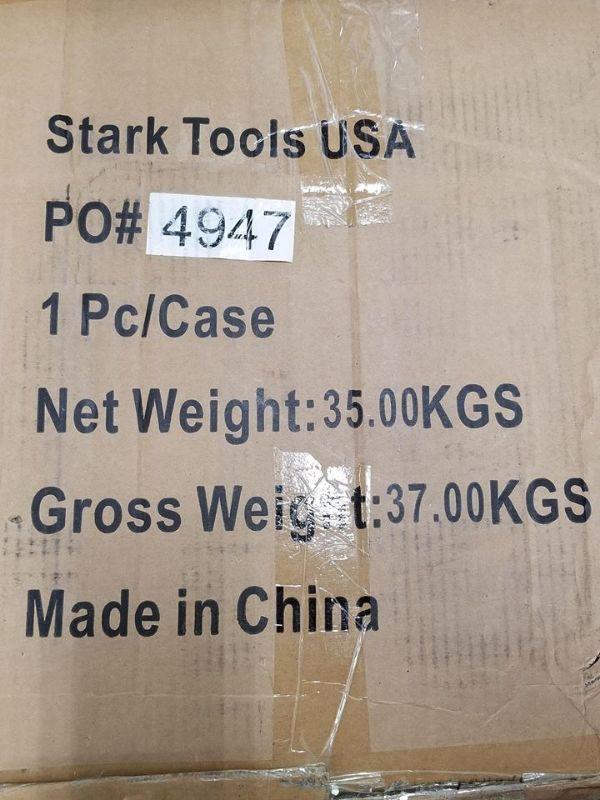 Stark Tools USA
PO# 4947
1 Pc/Case
Net Weight:35.00KGS
Gross Weight:37.00KGS
Made in China